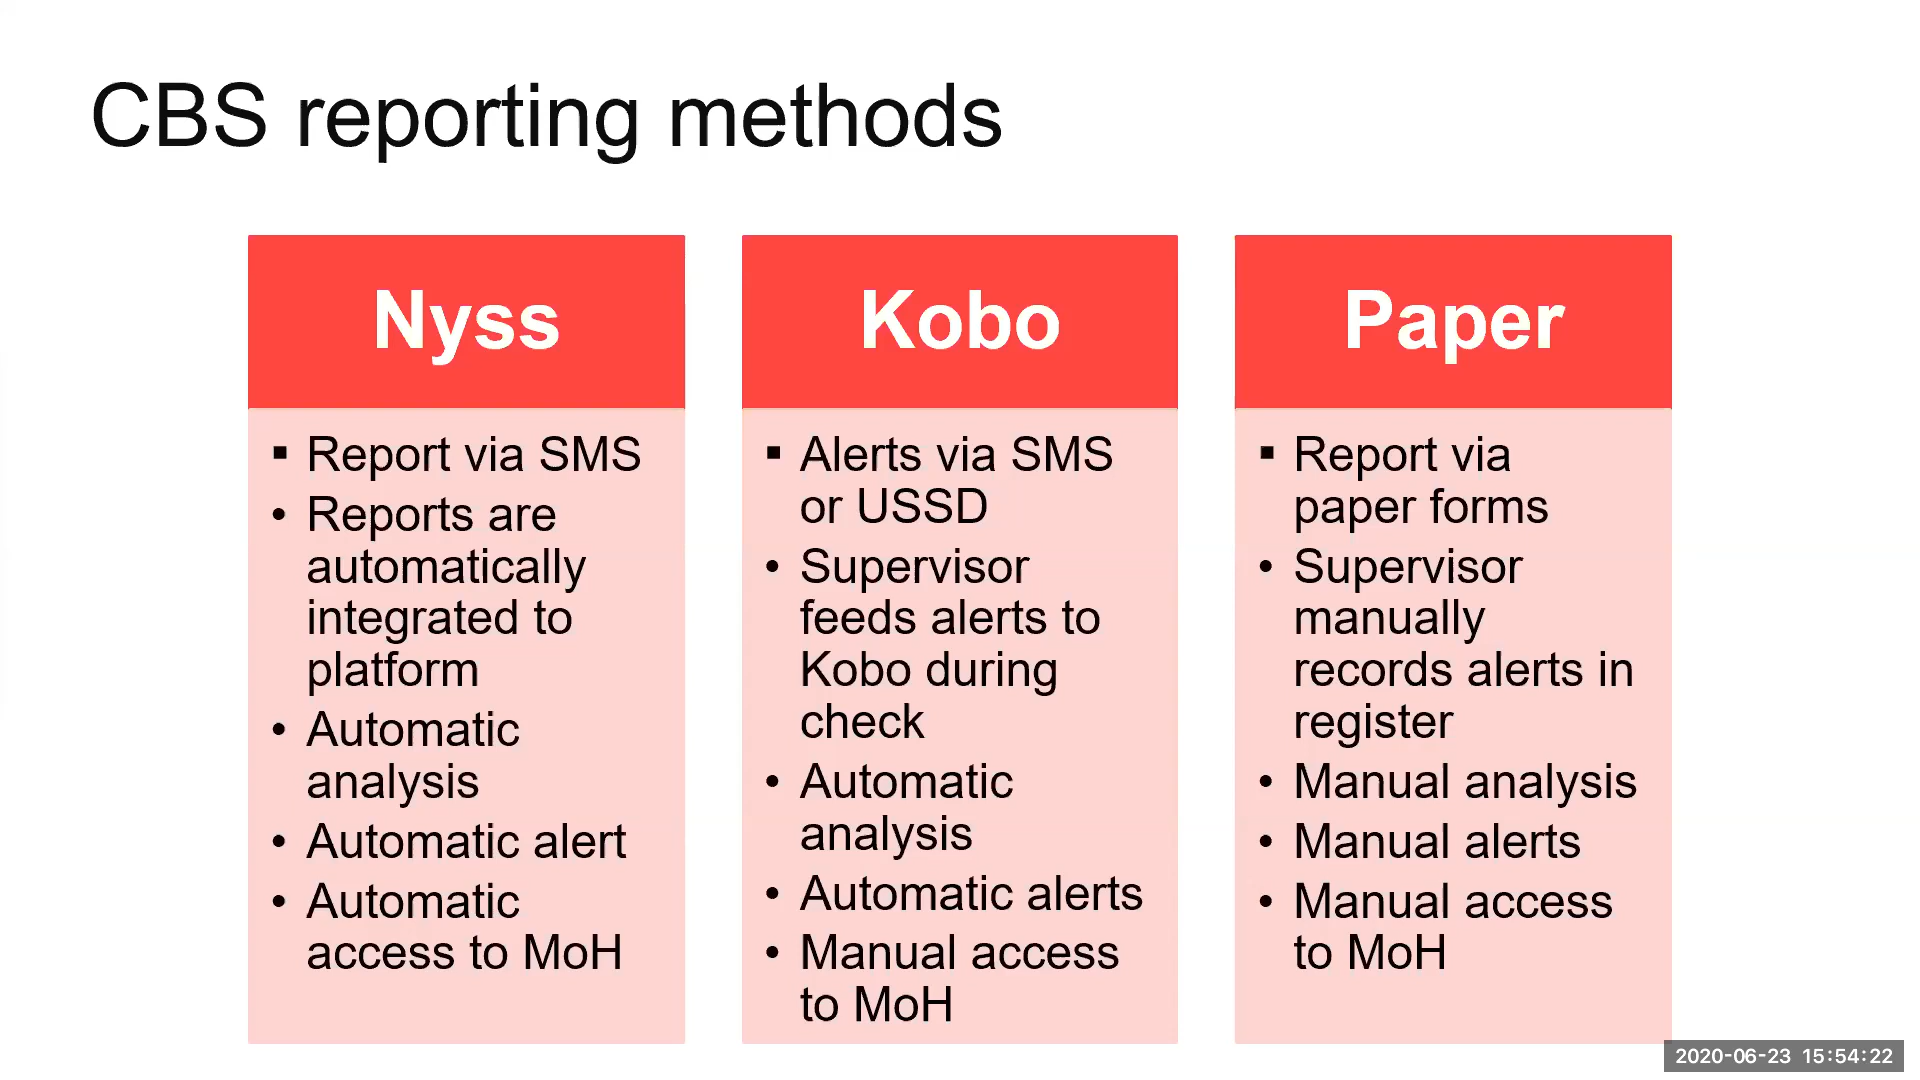 CBS reporting methods
Nyss
▪ Report via SMS
• Reports are
automatically
integrated to
platform
• Automatic
analysis
• Automatic alert
• Automatic
access to MoH
Kobo
▪ Alerts via SMS
or USSD
• Supervisor
feeds alerts to
Kobo during
check
• Automatic
analysis
• Automatic alerts
• Manual access
to MoH
Paper
▪ Report via
paper forms
• Supervisor
manually
records alerts in
register
• Manual analysis
• Manual alerts
• Manual access
to MoH
2020-06-23 15:54:22